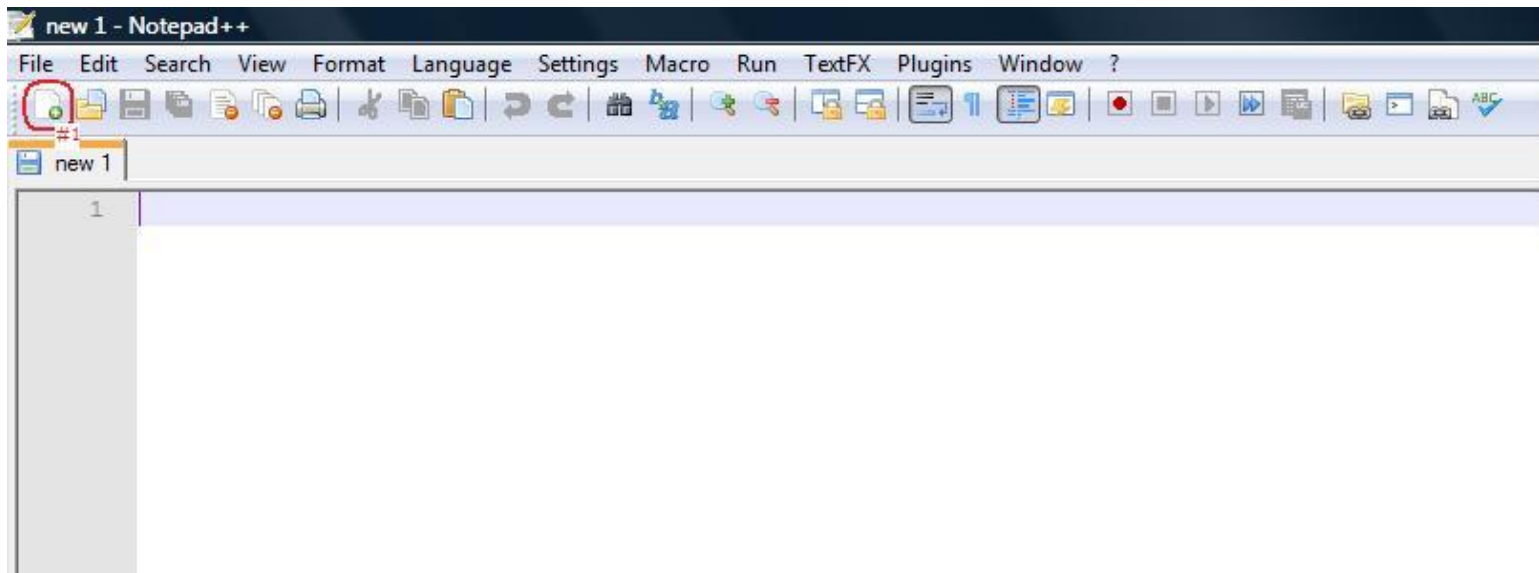 new 1 - Notepad++
File Edit Search View Format Language Settings Macro Run TextFX Plugins Window ?
ABC
#1
new 1
1